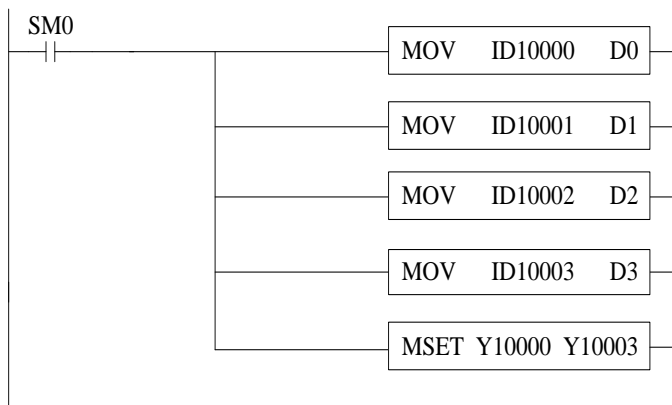 SM0
MOV ID10000 D0
MOV ID10001 D1
MOV ID10002 D2
MOV ID10003 D3
MSET Y10000 Y10003